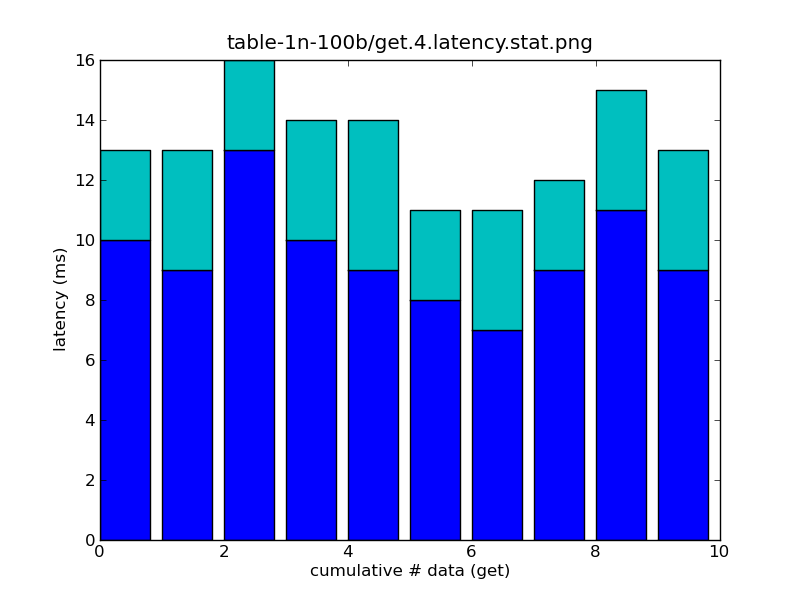 table-1n-100b/get.4.latency.stat.png
16
14
12
10
8
6
4
2
0
latency (ms)
0 2 4 6 8 10
cumulative # data (get)